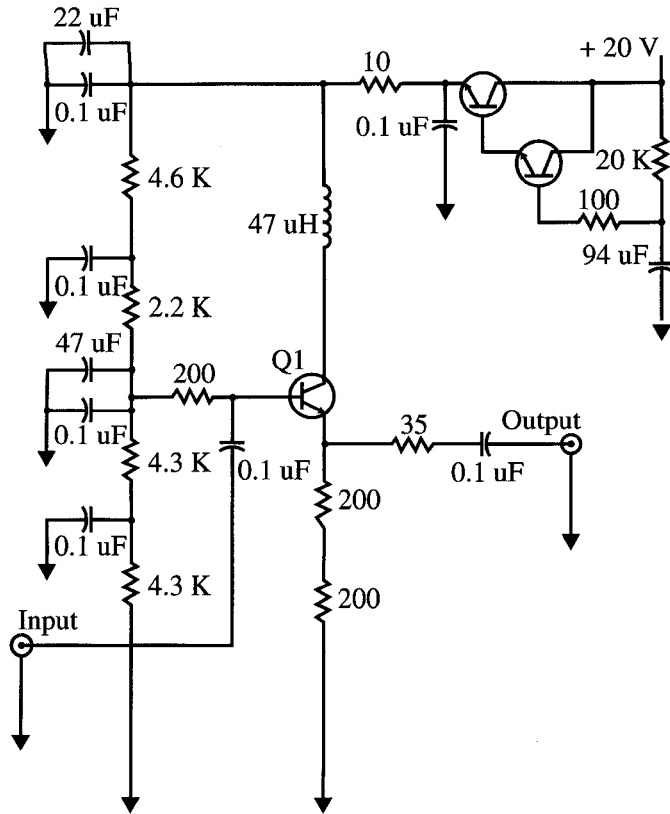 22 uF
0.1 uF
10
+ 20 V
0.1 uF
20 K
4.6 K
47 uH
100
94 uF
0.1 uF
2.2 K
47 uF
200
Q1
0.1 uF
35
Output
4.3 K
0.1 uF
0.1 uF
200
0.1 uF
4.3 K
200
Input